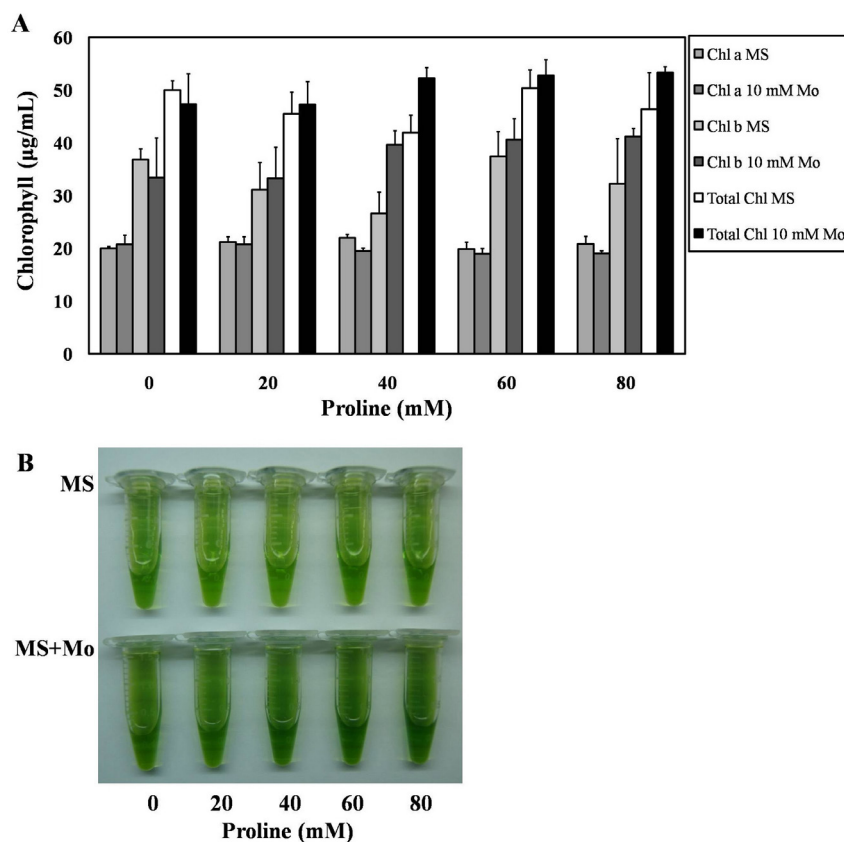 A
60
50
40
30
20
10
0
Chlorophyll (µg/mL)
0 20 40 60 80
Proline (mM)
Chl a MS
Chl a 10 mM Mo
Chl b MS
Chl b 10 mM Mo
Total Chl MS
Total Chl 10 mM Mo
B
MS
MS+Mo
0 20 40 60 80
Proline (mM)